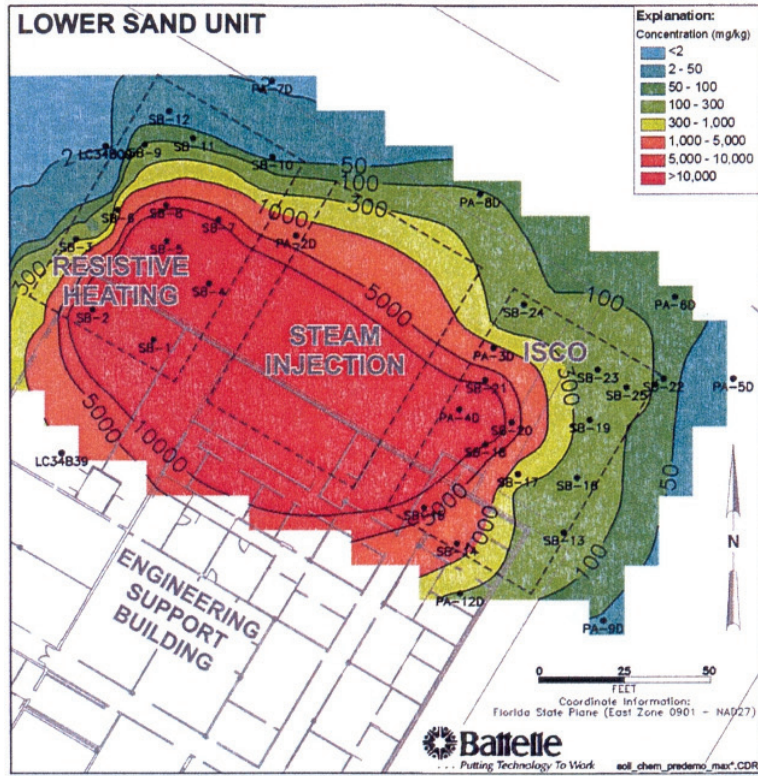 LOWER SAND UNIT
Explanation:
Concentration (mg/kg)
<2
2 - 50
50 - 100
100 - 300
300 - 1,000
1,000 - 5,000
5,000 - 10,000
>10,000
PA-7D
SB-12
SB-11
SB-9
2
SB-10
50
100
300
PA-8D
SB-6
SB-8
SB-7
1000
PA-2D
SB-3
SB-5
300
RESISTIVE
HEATING
SB-4
5000
100
PA-6D
SB-2
SB-24
STEAM
INJECTION
SB-1
PA-3D
ISCO
SB-23
SB-22
PA-5D
SB-21
SB-25
PA-4D
SB-20
SB-19
5000
10000
LC34B39
SB-17
50
SB-18
SB-14
SB-13
100
PA-12D
PA-9D
ENGINEERING
SUPPORT
BUILDING
N
0 25 50
FEET
Coordinate Information:
Florida State Plane (East Zone 0901 - NAD27)
Battelle
. . . Putting Technology To Work
soil_chem_predemo_max*.CDR